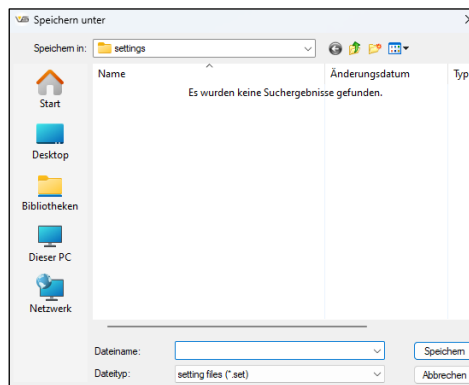 Speichern unter
Speichern in: settings
Name Änderungsdatum Typ
Es wurden keine Suchergebnisse gefunden.
Start
Desktop
Bibliotheken
Dieser PC
Netzwerk
Dateiname: Speichern
Dateityp: setting files (*.set) Abbrechen